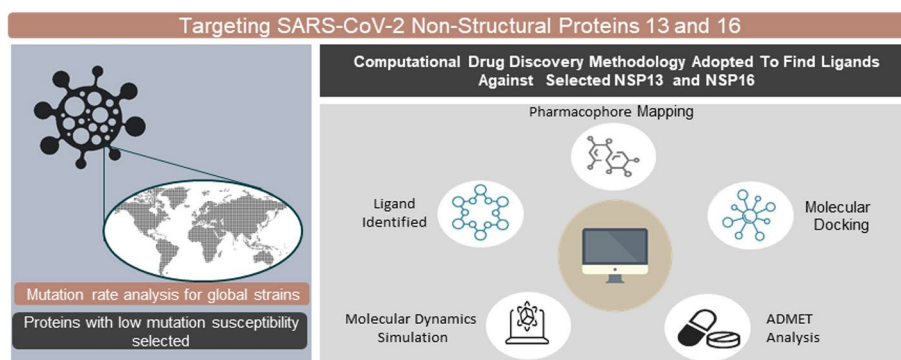 Targeting SARS-CoV-2 Non-Structural Proteins 13 and 16
Mutation rate analysis for global strains
Proteins with low mutation susceptibility
selected
Computational Drug Discovery Methodology Adopted To Find Ligands
Against Selected NSP13 and NSP16
Pharmacophore Mapping
Molecular
Docking
ADMET
Analysis
Molecular Dynamics
Simulation
Ligand
Identified